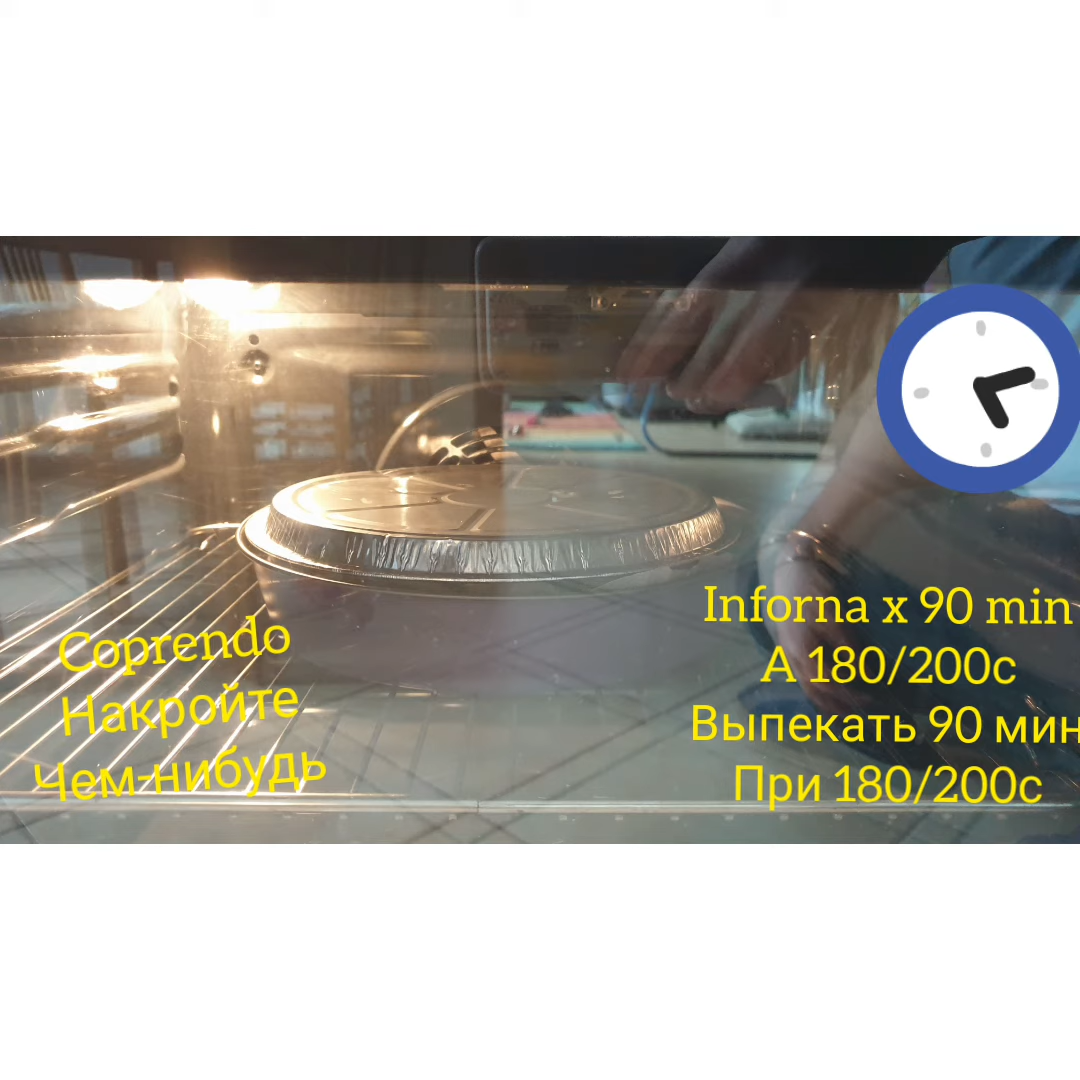 Coprendo
Накройте
Чем-нибудь
Inforna x 90 min
A 180/200c
Выпекать 90 мин
При 180/200c